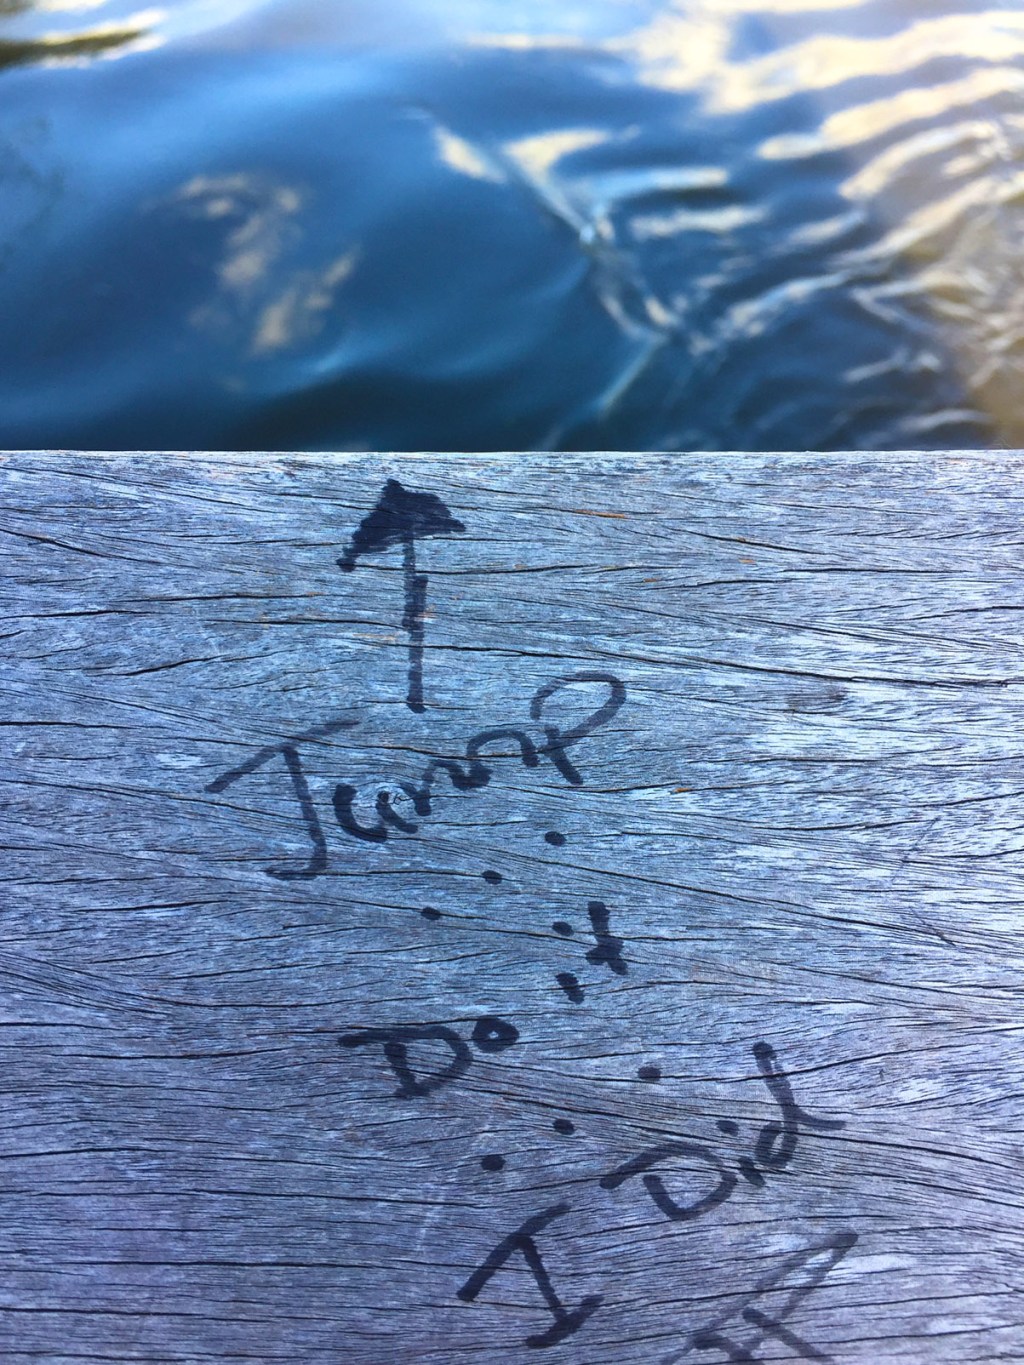 ↑
Jump
...
Do it
...
I Did